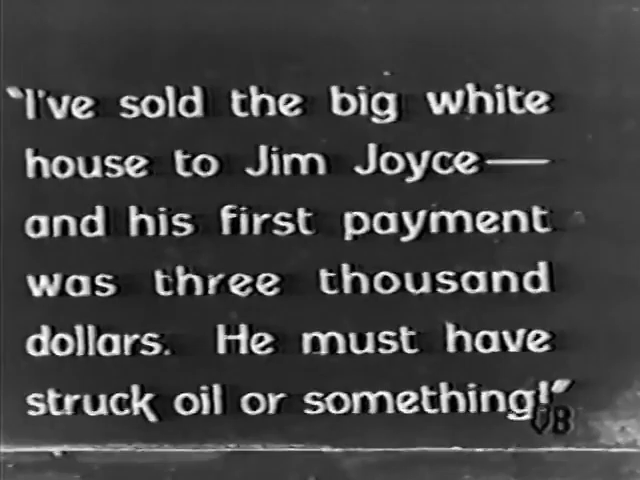 "I've sold the big white
house to Jim Joyce—
and his first payment
was three thousand
dollars. He must have
struck oil or something!"
VB